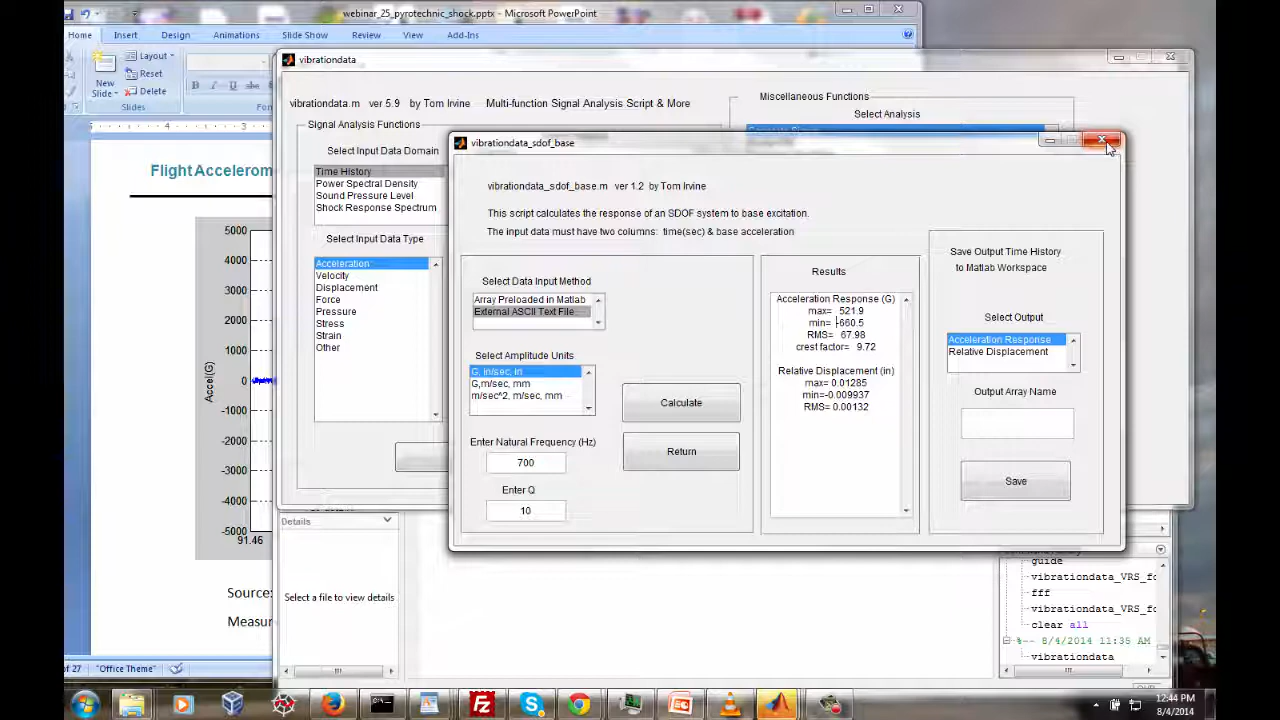 webinar_25_pyrotechnic_shock.pptx - Microsoft PowerPoint
Home Insert Design Animations Slide Show Review View Add-Ins
New
Slide
Layout
Reset
Delete
Slides
B I U abc
Flight Accelerom
5000
4000
3000
2000
1000
0
-1000
-2000
-3000
-4000
-5000
91.46
Accel(G)
Source:
Measur
of 27 "Office Theme"
vibrationdata
vibrationdata.m ver 5.9 by Tom Irvine Multi-function Signal Analysis Script & More
Signal Analysis Functions
Select Input Data Domain
Time History
Power Spectral Density
Sound Pressure Level
Shock Response Spectrum
Select Input Data Type
Acceleration
Velocity
Displacement
Force
Pressure
Stress
Strain
Other
Miscellaneous Functions
Select Analysis
vibrationdata_sdof_base
vibrationdata_sdof_base.m ver 1.2 by Tom Irvine
This script calculates the response of an SDOF system to base excitation.
The input data must have two columns: time(sec) & base acceleration
Select Data Input Method
Array Preloaded in Matlab
External ASCII Text File
Select Amplitude Units
G, in/sec, in
G,m/sec, mm
m/sec^2, m/sec, mm
Enter Natural Frequency (Hz)
700
Enter Q
10
Calculate
Return
Results
Acceleration Response (G)
max= 521.9
min= -660.5
RMS= 67.98
crest factor= 9.72
Relative Displacement (in)
max= 0.01285
min=-0.009937
RMS= 0.00132
Save Output Time History
to Matlab Workspace
Select Output
Acceleration Response
Relative Displacement
Output Array Name
Save
Details
Select a file to view details
guide
vibrationdata_VRS_fo
fff
vibrationdata_VRS_fo
clear all
%-- 8/4/2014 11:35 AM
vibrationdata
12:44 PM
8/4/2014